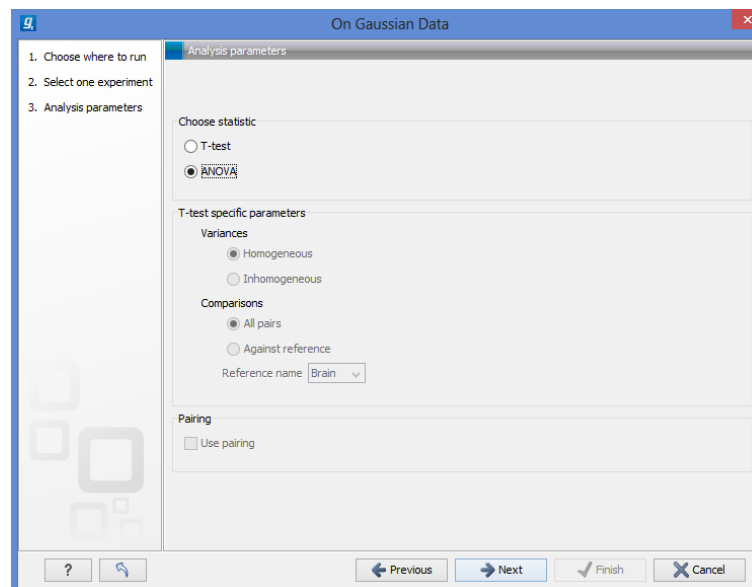 On Gaussian Data
1. Choose where to run
2. Select one experiment
3. Analysis parameters
Analysis parameters
Choose statistic
T-test
ANOVA
T-test specific parameters
Variances
Homogeneous
Inhomogeneous
Comparisons
All pairs
Against reference
Reference name Brain
Pairing
Use pairing
? Previous Next Finish Cancel